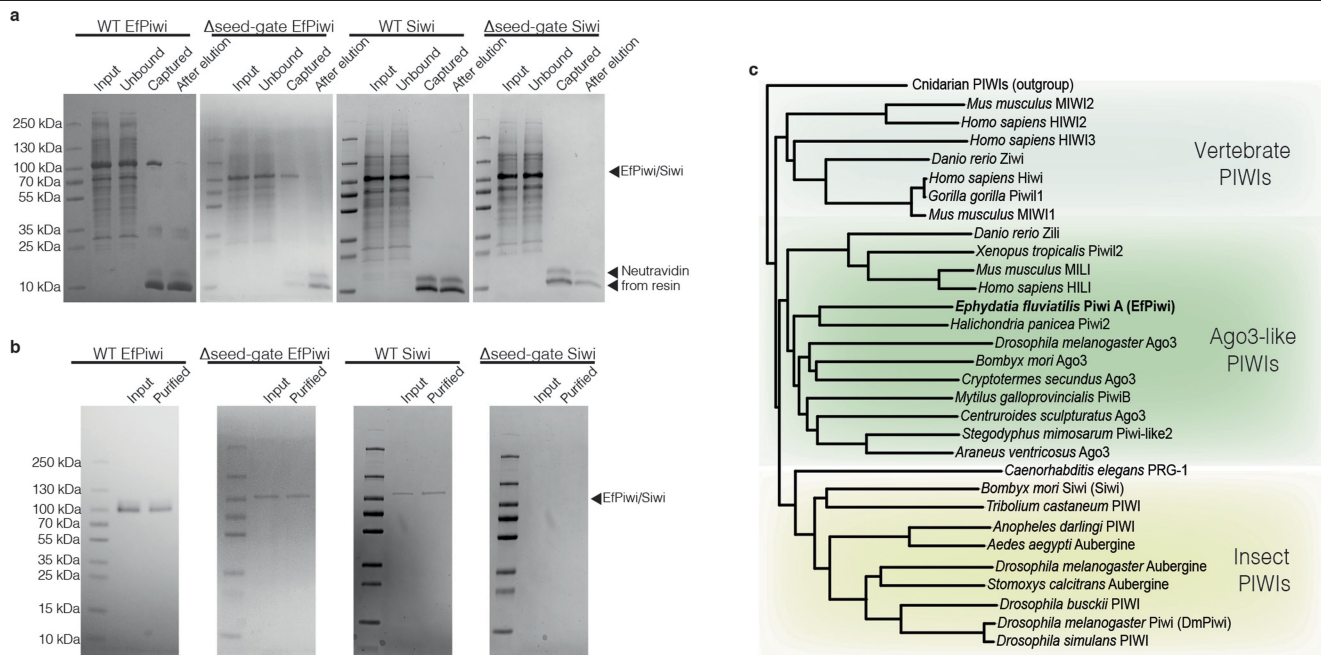 a
WT EfPiwi
Δseed-gate EfPiwi
WT Siwi
Δseed-gate Siwi
Input
Unbound
Captured
After elution
Input
Unbound
Captured
After elution
Input
Unbound
Captured
After elution
Input
Unbound
Captured
After elution
250 kDa
130 kDa
100 kDa
70 kDa
55 kDa
35 kDa
25 kDa
10 kDa
EfPiwi/Siwi
Neutravidin
from resin
b
WT EfPiwi
Δseed-gate EfPiwi
WT Siwi
Δseed-gate Siwi
Input
Purified
Input
Purified
Input
Purified
Input
Purified
250 kDa
130 kDa
100 kDa
70 kDa
55 kDa
35 kDa
25 kDa
15 kDa
10 kDa
EfPiwi/Siwi
c
Cnidarian PIWIs (outgroup)
Mus musculus MIWI2
Homo sapiens HIWI2
Homo sapiens HIWI3
Danio rerio Ziwi
Homo sapiens Hiwi
Gorilla gorilla Piwil1
Mus musculus MIWI1
Vertebrate
PIWIs
Danio rerio Zili
Xenopus tropicalis Piwil2
Mus musculus MILI
Homo sapiens HILI
Ephydatia fluviatilis Piwi A (EfPiwi)
Halichondria panicea Piwi2
Drosophila melanogaster Ago3
Bombyx mori Ago3
Cryptotermes secundus Ago3
Mytilus galloprovincialis PiwiB
Centruroides sculpturatus Ago3
Stegodyphus mimosarum Piwi-like2
Araneus ventricosus Ago3
Ago3-like
PIWIs
Caenorhabditis elegans PRG-1
Bombyx mori Siwi (Siwi)
Tribolium castaneum PIWI
Anopheles darlingi PIWI
Aedes aegypti Aubergine
Drosophila melanogaster Aubergine
Stomoxys calcitrans Aubergine
Drosophila busckii PIWI
Drosophila melanogaster Piwi (DmPiwi)
Drosophila simulans PIWI
Insect
PIWIs